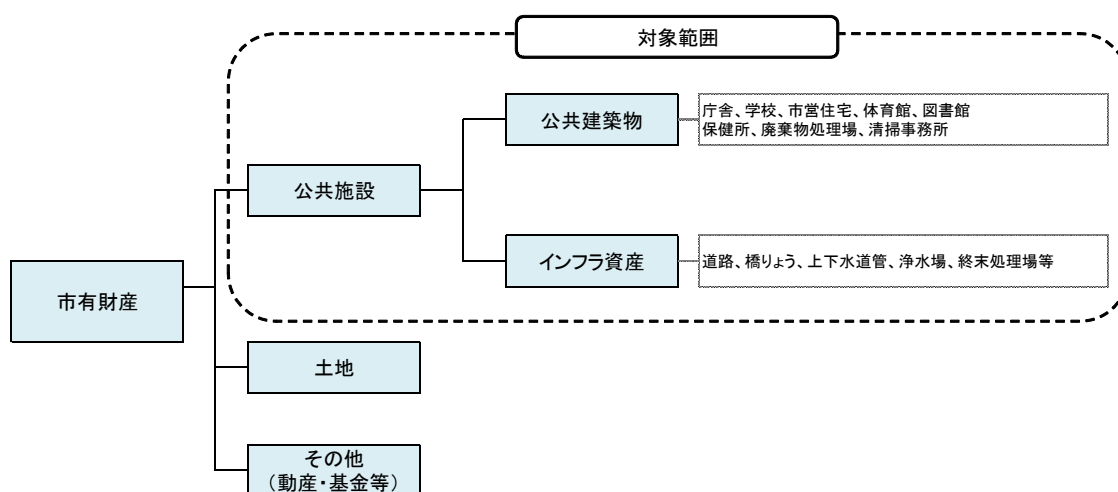 対象範囲
公共建築物
庁舎、学校、市営住宅、体育館、図書館
保健所、廃棄物処理場、清掃事務所
公共施設
インフラ資産
道路、橋りょう、上下水道管、浄水場、終末処理場等
市有財産
土地
その他
（動産・基金等）